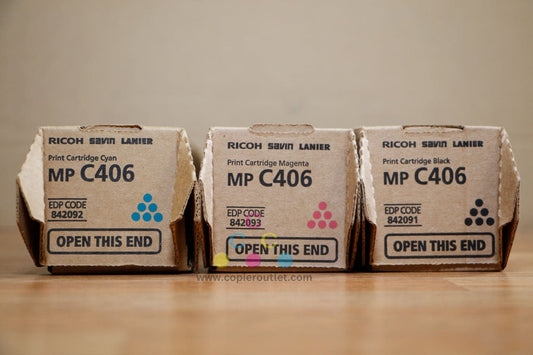 RICOH savin LANIER
Print Cartridge Cyan
MP C406
EDP CODE
842092
OPEN THIS END
RICOH savin LANIER
Print Cartridge Magenta
MP C406
EDP CODE
842093
OPEN THIS END
RICOH savin LANIER
Print Cartridge Black
MP C406
EDP CODE
842091
OPEN THIS END
www.copieroutlet.com